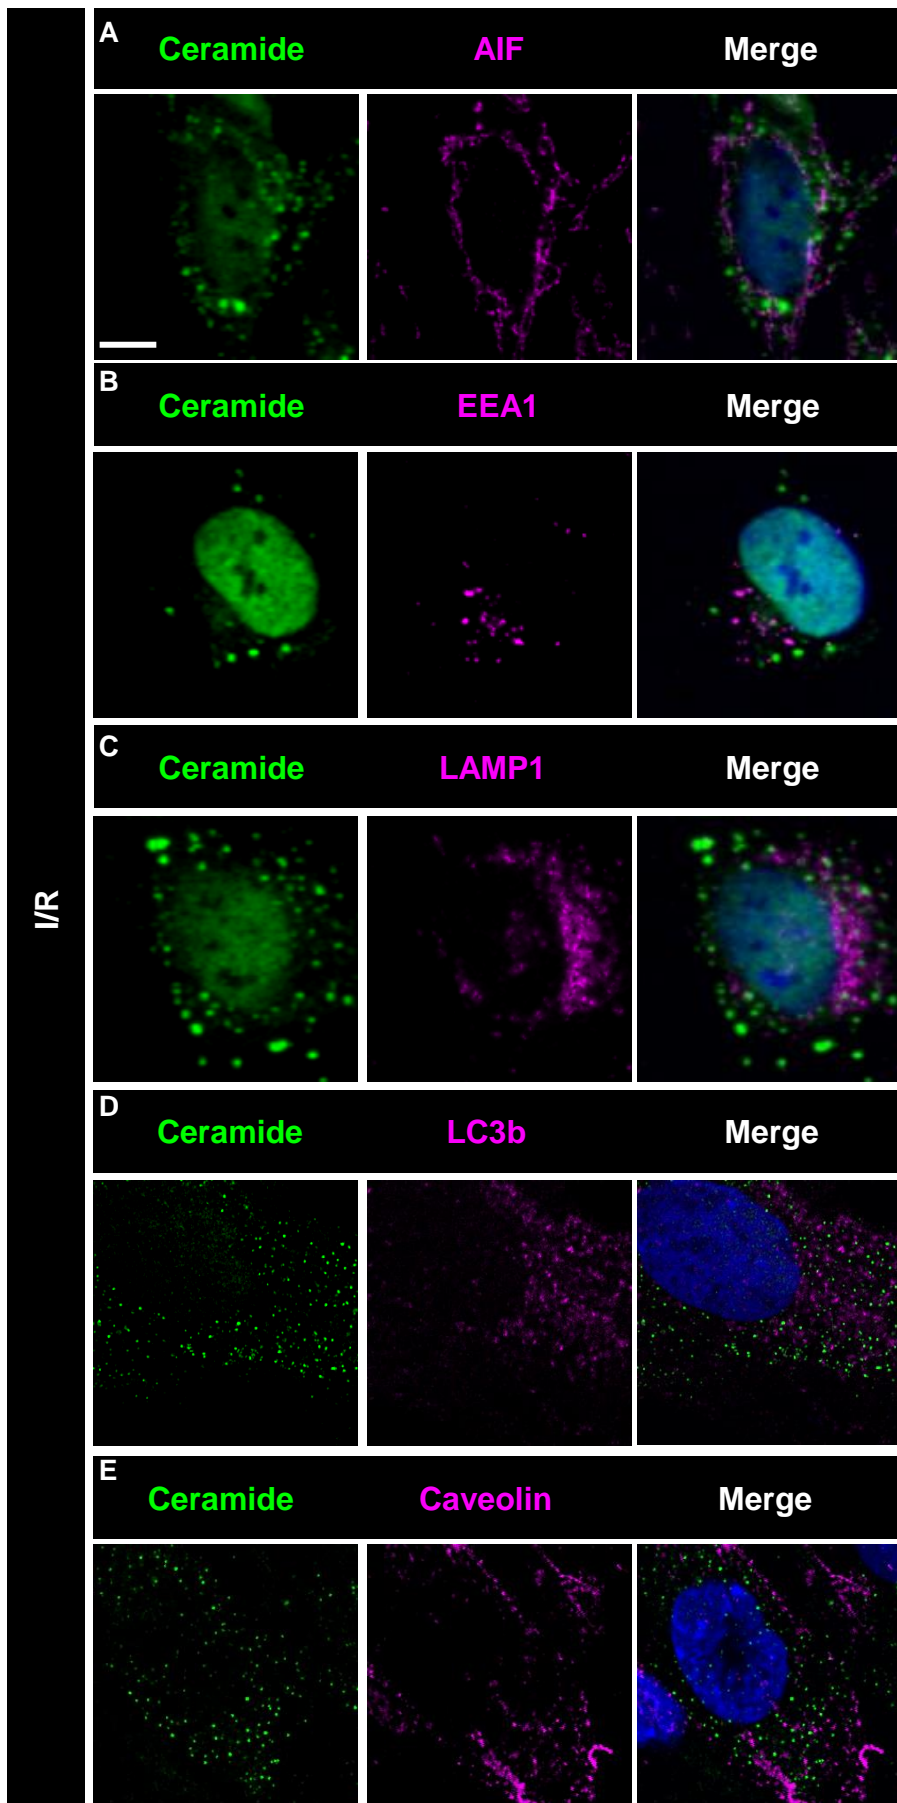 I/R
A
Ceramide AIF Merge
B
Ceramide EEA1 Merge
C
Ceramide LAMP1 Merge
D
Ceramide LC3b Merge
E
Ceramide Caveolin Merge